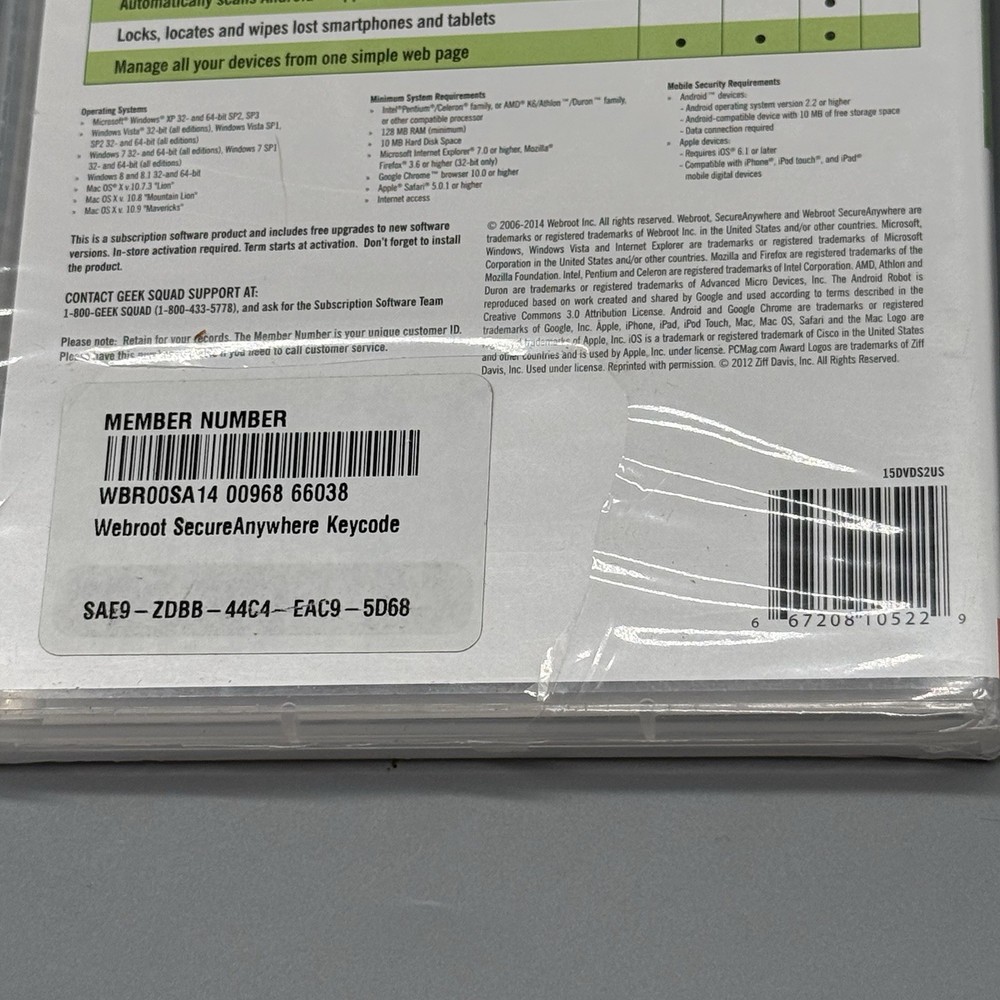 Automatically scans Android
Locks, locates and wipes lost smartphones and tablets
Manage all your devices from one simple web page
Operating Systems
» Microsoft® Windows® XP 32- and 64-bit SP2, SP3
» Windows Vista® 32-bit (all editions), Windows Vista SP1,
SP2 32- and 64-bit (all editions)
» Windows 7 32- and 64-bit (all editions), Windows 7 SP1
32- and 64-bit (all editions)
» Windows 8 and 8.1 32-and 64-bit
» Mac OS® X v.10.7.3 "Lion"
» Mac OS X v. 10.8 "Mountain Lion"
» Mac OS X v. 10.9 "Mavericks"
Minimum System Requirements
» Intel®Pentium®/Celeron® family, or AMD® K6/Athlon™/Duron™ family,
or other compatible processor
» 128 MB RAM (minimum)
» 10 MB Hard Disk Space
» Microsoft Internet Explorer® 7.0 or higher, Mozilla®
Firefox® 3.6 or higher (32-bit only)
» Google Chrome™ browser 10.0 or higher
» Apple® Safari® 5.0.1 or higher
» Internet access
Mobile Security Requirements
» Android™ devices:
- Android operating system version 2.2 or higher
- Android-compatible device with 10 MB of free storage space
- Data connection required
» Apple devices:
- Requires iOS® 6.1 or later
- Compatible with iPhone®, iPod touch®, and iPad®
mobile digital devices
This is a subscription software product and includes free upgrades to new software
versions. In-store activation required. Term starts at activation. Don't forget to install
the product.
CONTACT GEEK SQUAD SUPPORT AT:
1-800-GEEK SQUAD (1-800-433-5778), and ask for the Subscription Software Team
Please note: Retain for your records. The Member Number is your unique customer ID.
Please have this if you need to call customer service.
© 2006-2014 Webroot Inc. All rights reserved. Webroot, SecureAnywhere and Webroot SecureAnywhere are
trademarks or registered trademarks of Webroot Inc. in the United States and/or other countries. Microsoft,
Windows, Windows Vista and Internet Explorer are trademarks or registered trademarks of Microsoft
Corporation in the United States and/or other countries. Mozilla and Firefox are registered trademarks of the
Mozilla Foundation. Intel, Pentium and Celeron are registered trademarks of Intel Corporation. AMD, Athlon and
Duron are trademarks or registered trademarks of Advanced Micro Devices, Inc. The Android Robot is
reproduced based on work created and shared by Google and used according to terms described in the
Creative Commons 3.0 Attribution License. Android and Google Chrome are trademarks or registered
trademarks of Google, Inc. Apple, iPhone, iPad, iPod Touch, Mac, Mac OS, Safari and the Mac Logo are
trademarks of Apple, Inc. iOS is a trademark or registered trademark of Cisco in the United States
and other countries and is used by Apple, Inc. under license. PCMag.com Award Logos are trademarks of Ziff
Davis, Inc. Used under license. Reprinted with permission. © 2012 Ziff Davis, Inc. All Rights Reserved.
MEMBER NUMBER
WBR00SA14 00968 66038
Webroot SecureAnywhere Keycode
SAE9-ZDBB-44C4-EAC9-5D68
15DVDS2US
6 67208 10522 9